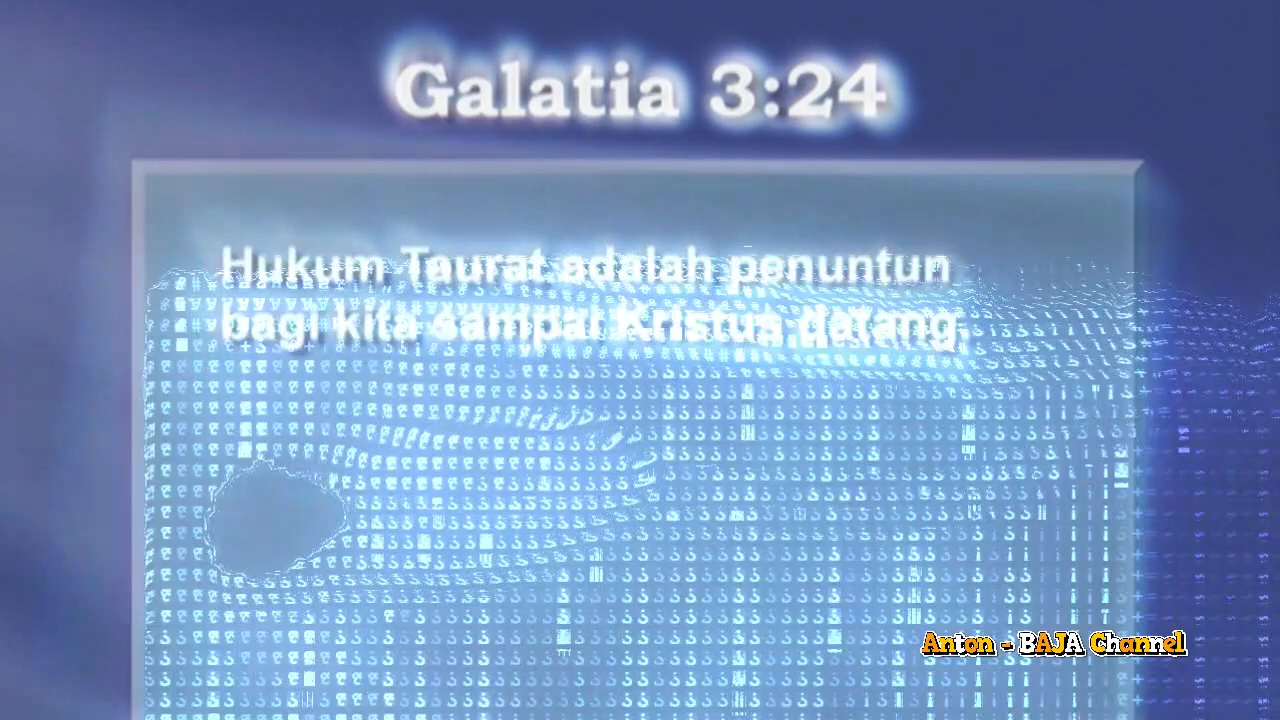 Galatia 3:24
Hukum Taurat adalah penuntun
bagi kita sampai Kristus datang,
Anton - BAJA Channel